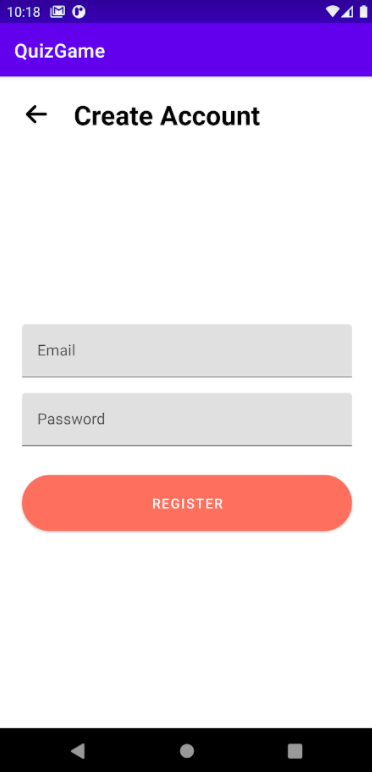 10:18
QuizGame
Create Account
Email
Password
REGISTER